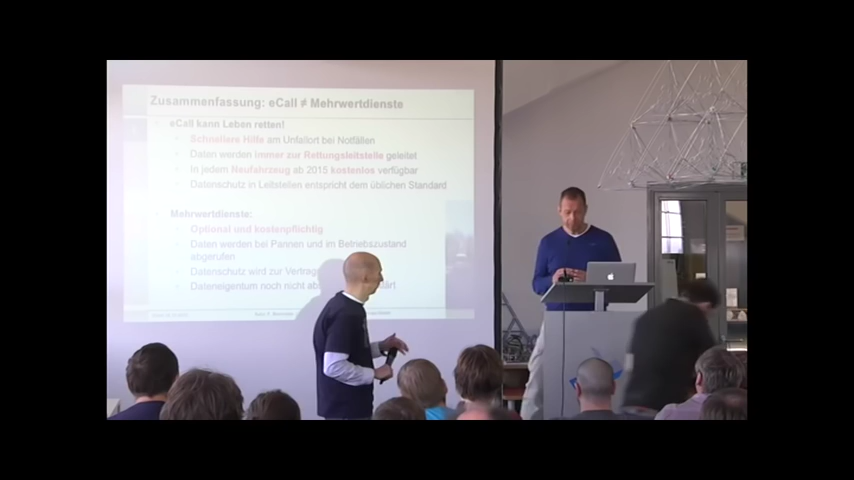 Zusammenfassung: eCall ≠ Mehrwertdienste
eCall kann Leben retten!
Schnellere Hilfe am Unfallort bei Notfällen
Daten werden immer zur Rettungsleitstelle geleitet
In jedem Neufahrzeug ab 2015 kostenlos verfügbar
Datenschutz in Leitstellen entspricht dem üblichen Standard
Mehrwertdienste:
Optional und kostenpflichtig
Daten werden bei Pannen und im Betriebszustand
abgerufen
Datenschutz wird zur
Dateneigentum noch nicht